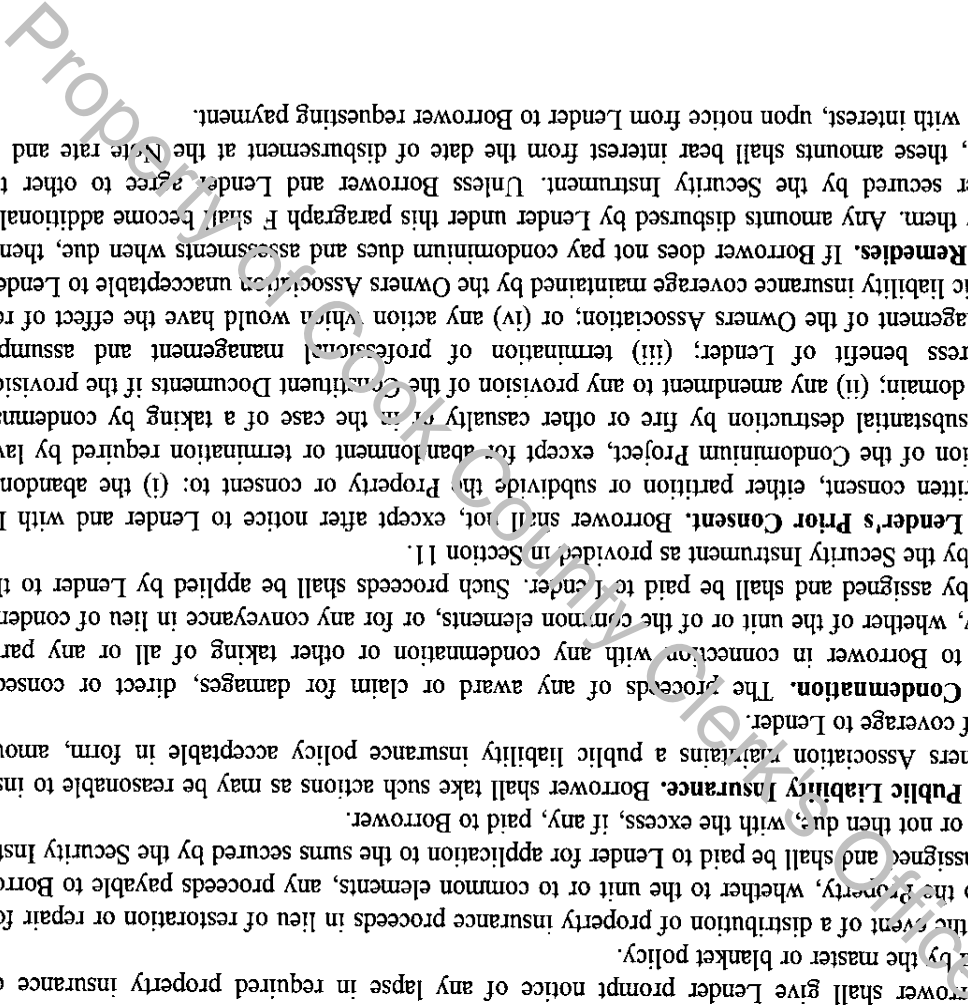 rower shall give Lender prompt notice of any lapse in required property insurance c
by the master or blanket policy.
the event of a distribution of property insurance proceeds in lieu of restoration or repair fo
the Property, whether to the unit or to common elements, any proceeds payable to Borro
assigned and shall be paid to Lender for application to the sums secured by the Security Inst
or not then due, with the excess, if any, paid to Borrower.
Public Liability Insurance. Borrower shall take such actions as may be reasonable to ins
ners Association maintains a public liability insurance policy acceptable in form, amou
f coverage to Lender.
Condemnation. The proceeds of any award or claim for damages, direct or conseq
to Borrower in connection with any condemnation or other taking of all or any par
, whether of the unit or of the common elements, or for any conveyance in lieu of conden
by assigned and shall be paid to Lender. Such proceeds shall be applied by Lender to th
by the Security Instrument as provided in Section 11.
Lender's Prior Consent. Borrower shall not, except after notice to Lender and with L
ritten consent, either partition or subdivide the Property or consent to: (i) the abandon
ion of the Condominium Project, except for abandonment or termination required by lav
substantial destruction by fire or other casualty or in the case of a taking by condemna
domain; (ii) any amendment to any provision of the Constituent Documents if the provisio
ress benefit of Lender; (iii) termination of professional management and assump
agement of the Owners Association; or (iv) any action which would have the effect of re
ic liability insurance coverage maintained by the Owners Association unacceptable to Lende
Remedies. If Borrower does not pay condominium dues and assessments when due, then
them. Any amounts disbursed by Lender under this paragraph F shall become additional
r secured by the Security Instrument. Unless Borrower and Lender agree to other t
, these amounts shall bear interest from the date of disbursement at the Note rate and
with interest, upon notice from Lender to Borrower requesting payment.
Property of Cook County Clerk's Office